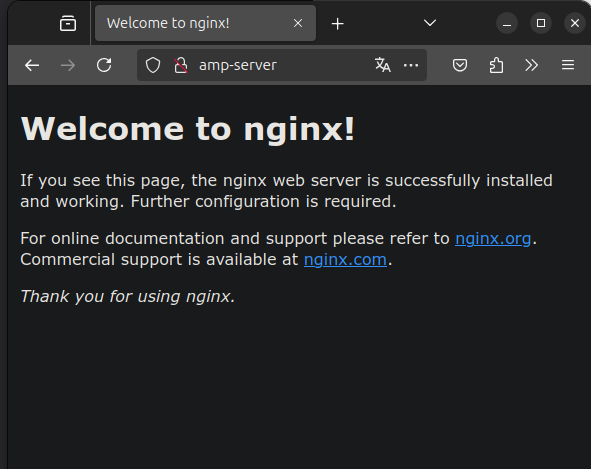 Welcome to nginx!
amp-server
Welcome to nginx!
If you see this page, the nginx web server is successfully installed
and working. Further configuration is required.
For online documentation and support please refer to nginx.org.
Commercial support is available at nginx.com.
Thank you for using nginx.